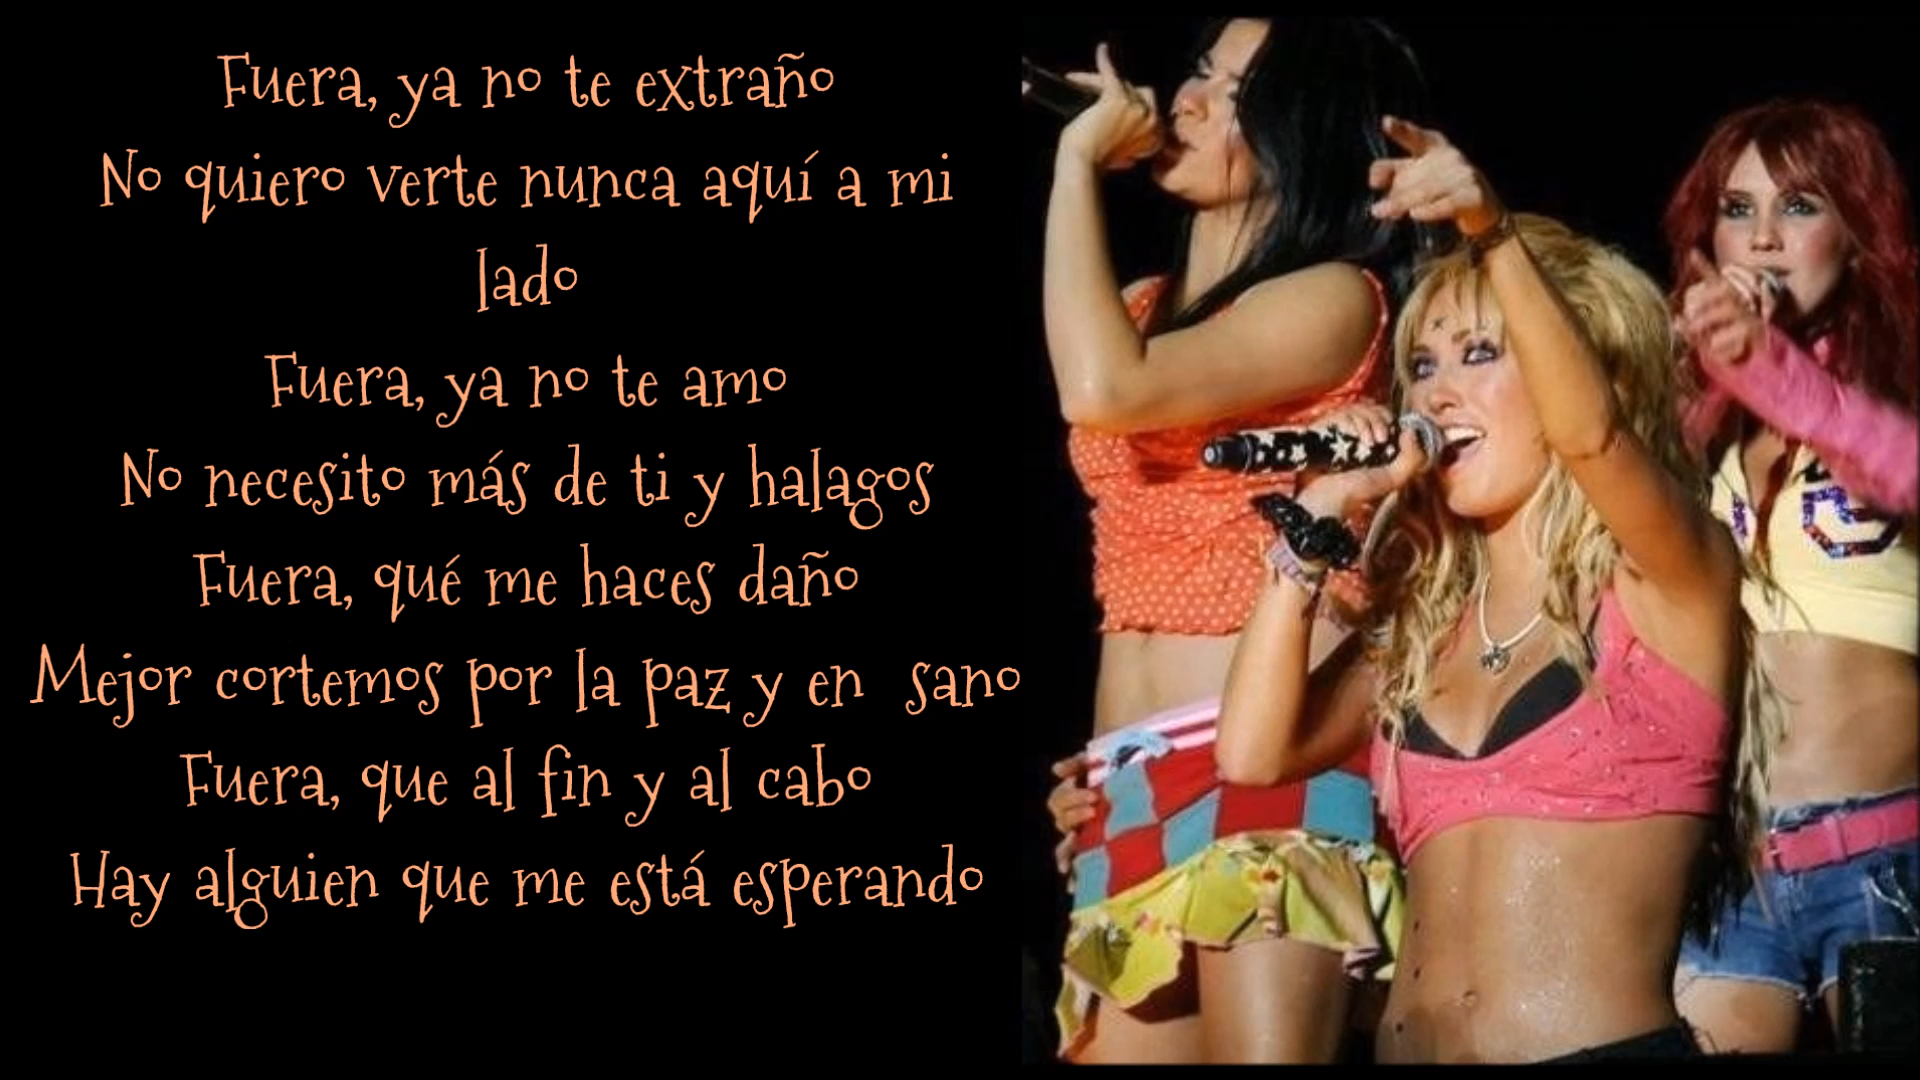 Fuera, ya no te extraño
No quiero verte nunca aquí a mi
lado
Fuera, ya no te amo
No necesito más de ti y halagos
Fuera, qué me haces daño
Mejor cortemos por la paz y en sano
Fuera, que al fin y al cabo
Hay alguien que me está esperando